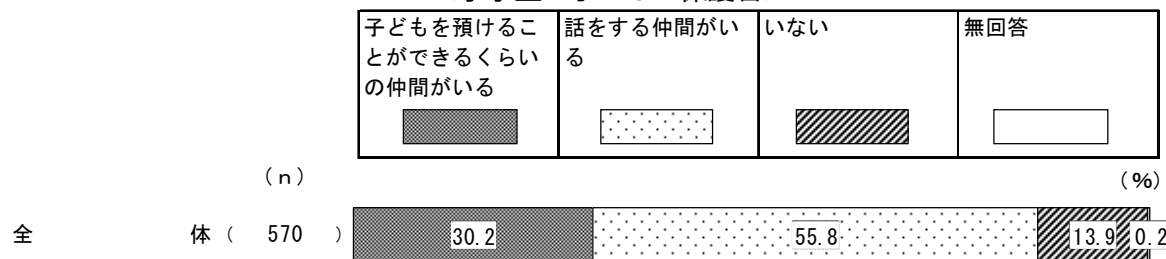 子どもを預けるこ
とができるくらい
の仲間がいる
話をする仲間がい
る
いない
無回答
（ｎ）
（%）
全 体（ 570 ）
30.2
55.8
13.9
0.2